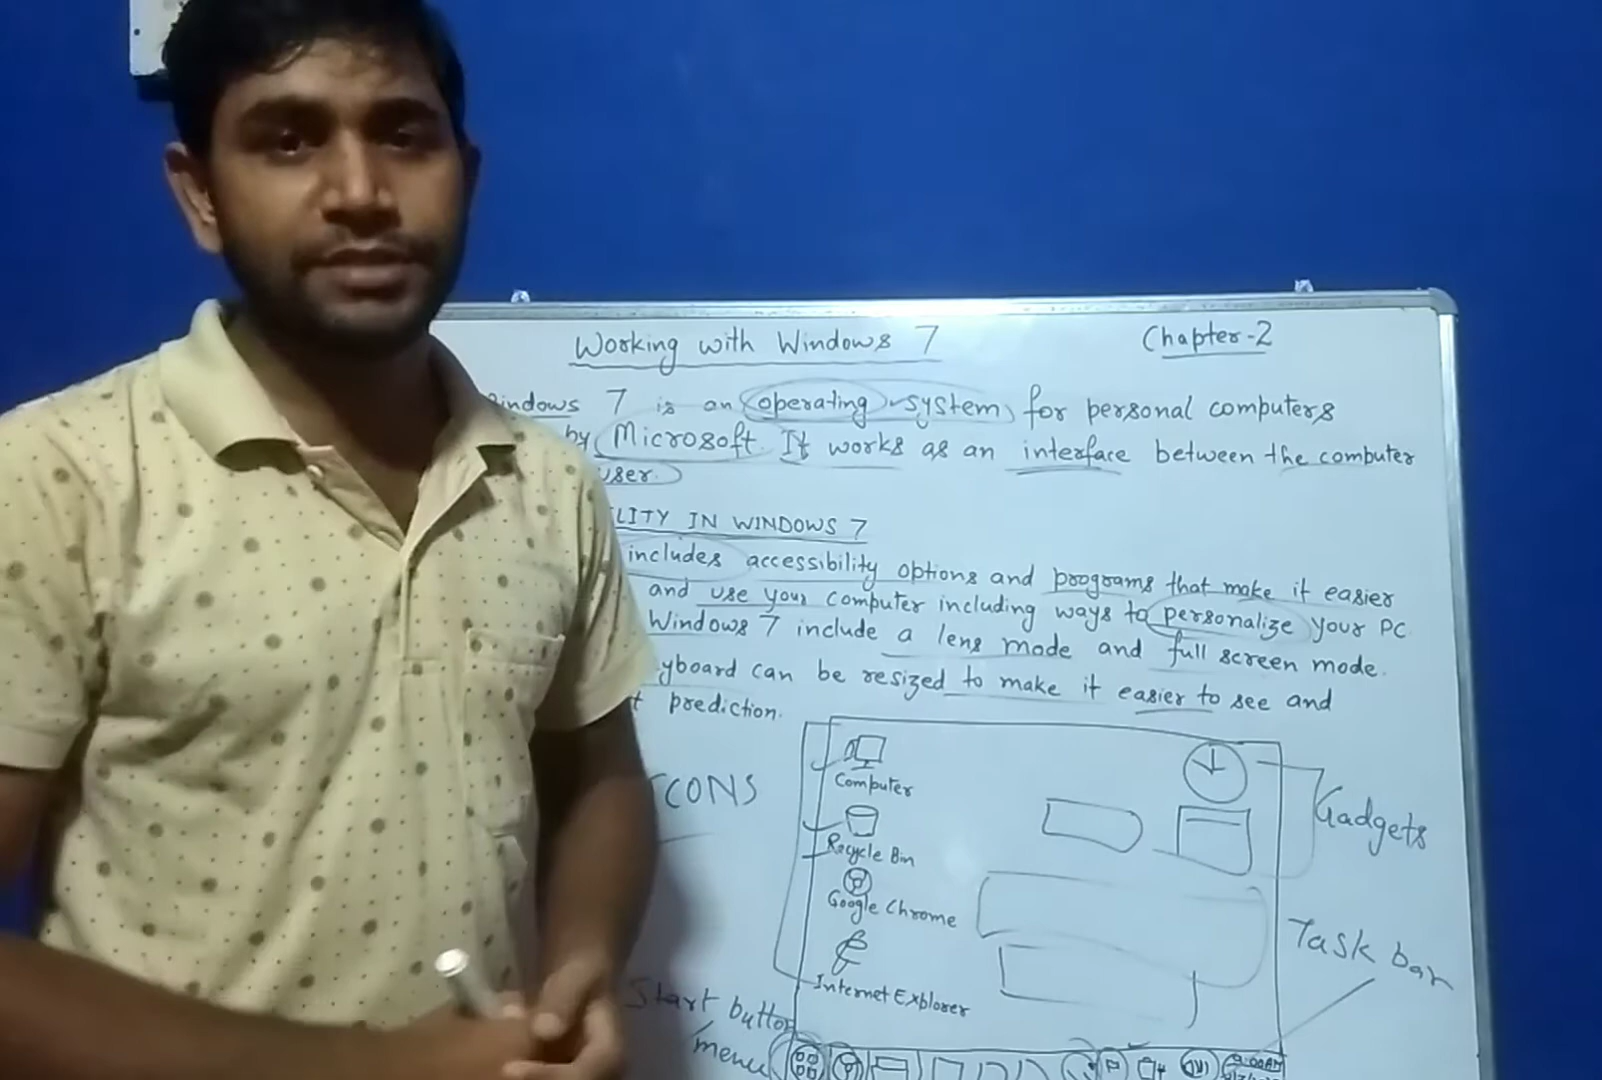 Working with Windows 7
Chapter-2
Windows 7 is an operating system for personal computers
by Microsoft. It works as an interface between the computer
user.
LITY IN WINDOWS 7
includes accessibility options and programs that make it easier
and use your computer including ways to personalize your PC.
Windows 7 include a lens mode and full screen mode.
yboard can be resized to make it easier to see and
t prediction.
ICONS
Computer
Recycle Bin
Google Chrome
Internet Explorer
Gadgets
Task bar
Start button
menu